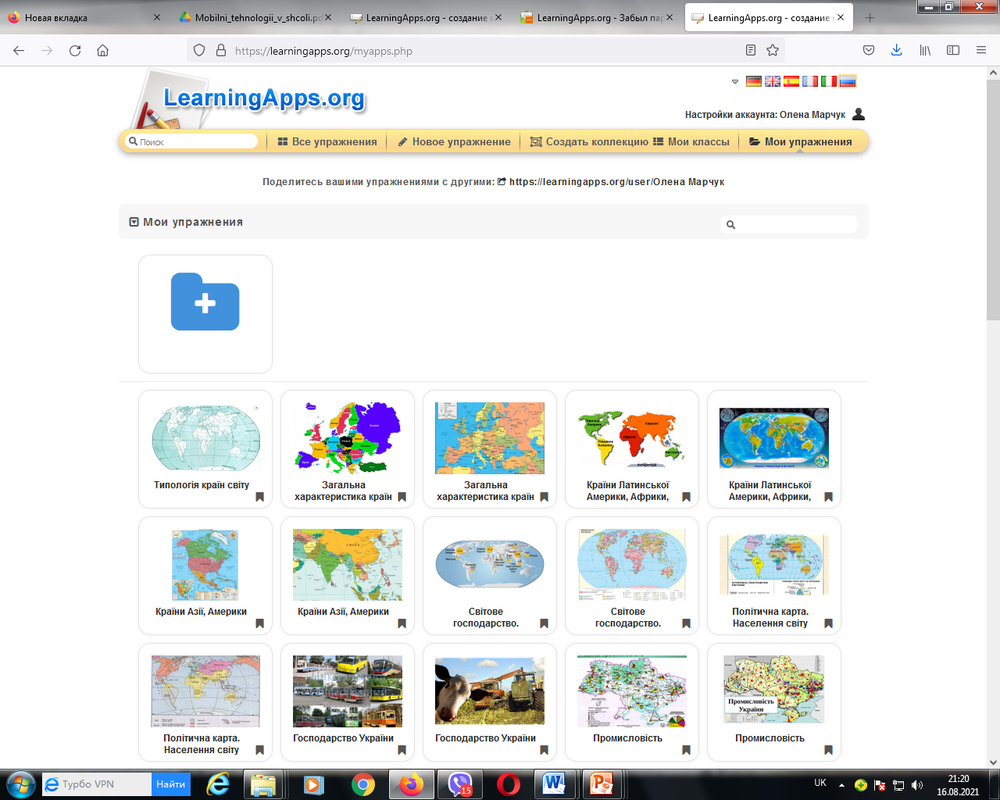 Новая вкладка
Mobilni_tehnologii_v_shcoli.pd
LearningApps.org - создание
LearningApps.org - Забыл пар
LearningApps.org - создание
https://learningapps.org/myapps.php
LearningApps.org
Настройки аккаунта: Олена Марчук
Поиск
Все упражнения
Новое упражнение
Создать коллекцию
Мои классы
Мои упражнения
Поделитесь вашими упражнениями с другими: https://learningapps.org/user/Олена Марчук
Мои упражнения
Типологія країн світу
Загальна
характеристика країн
Загальна
характеристика країн
Країни Латинської
Америки, Африки,
Країни Латинської
Америки, Африки,
Країни Азії, Америки
Країни Азії, Америки
Світове
господарство.
Світове
господарство.
Політична карта.
Населення світу
Політична карта.
Населення світу
Господарство України
Господарство України
Промисловість
Промисловість
Україны
Промисловість
Турбо VPN
Найти
15
UK
21:20
16.08.2021